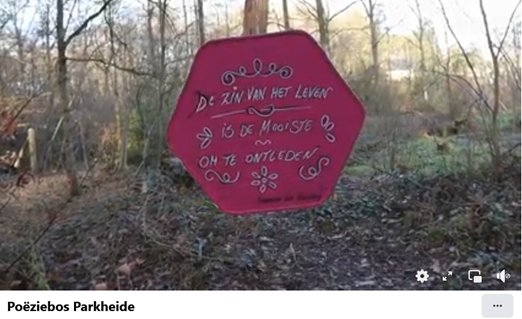 De zin van het leven
is de mooiste
om te ontleden
Poëziebos Parkheide